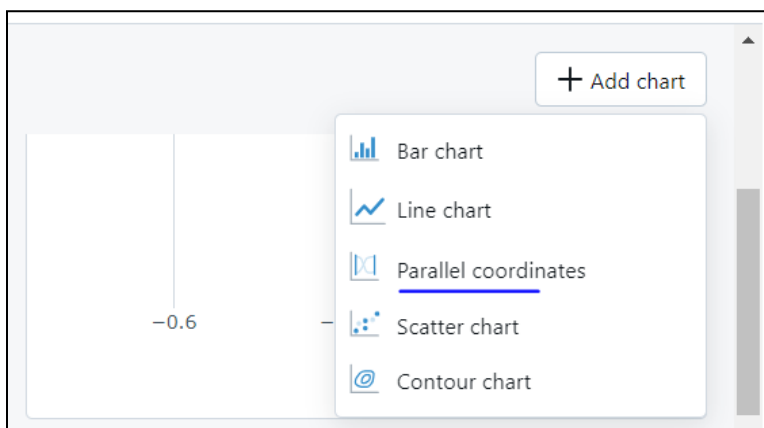 + Add chart
Bar chart
Line chart
Parallel coordinates
−0.6
−
Scatter chart
Contour chart